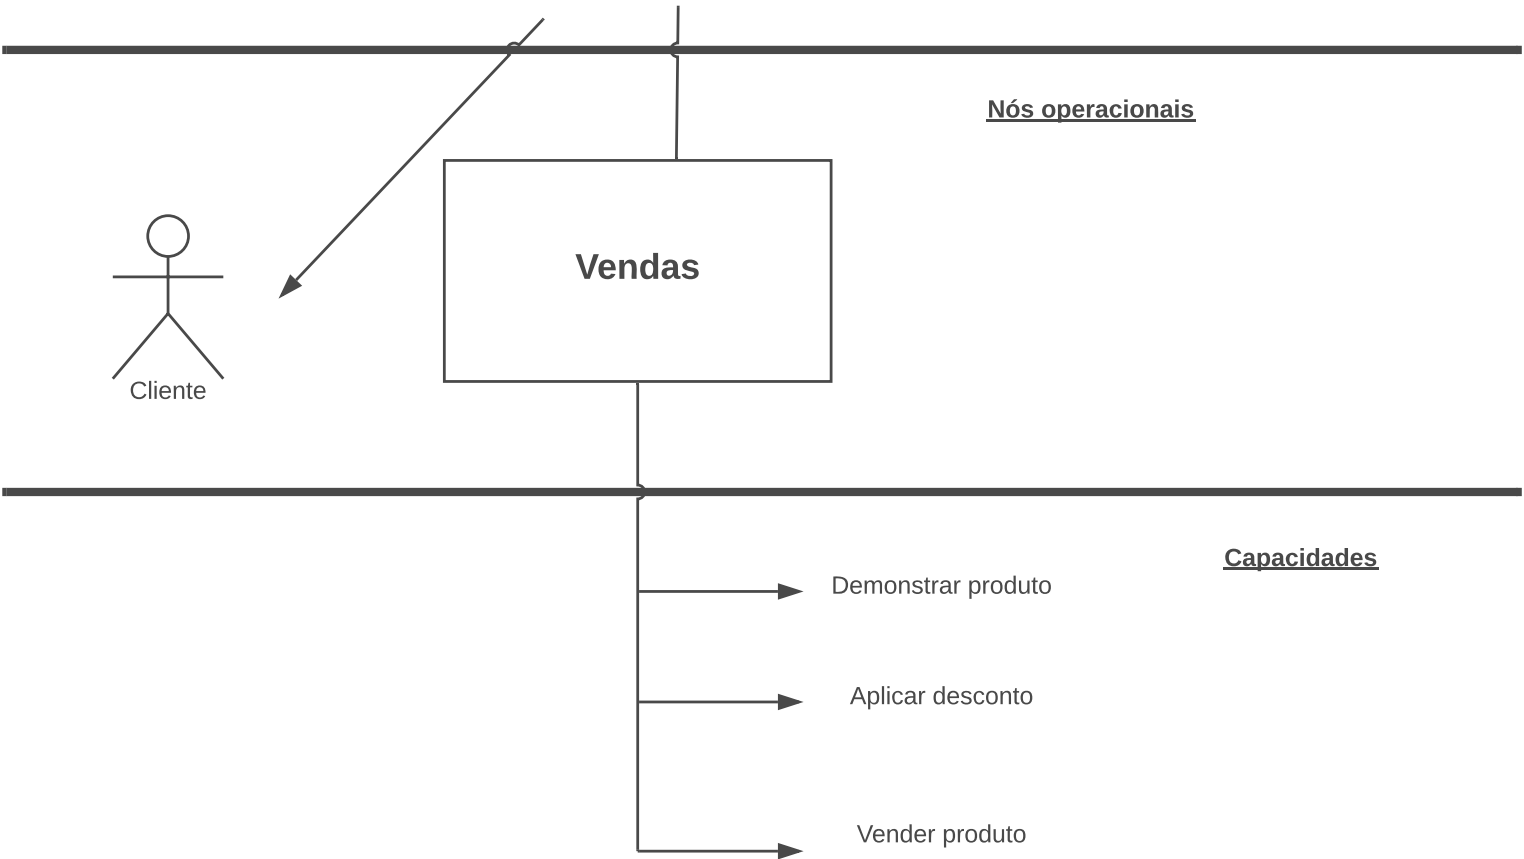 Nós operacionais
Vendas
Cliente
Capacidades
Demonstrar produto
Aplicar desconto
Vender produto